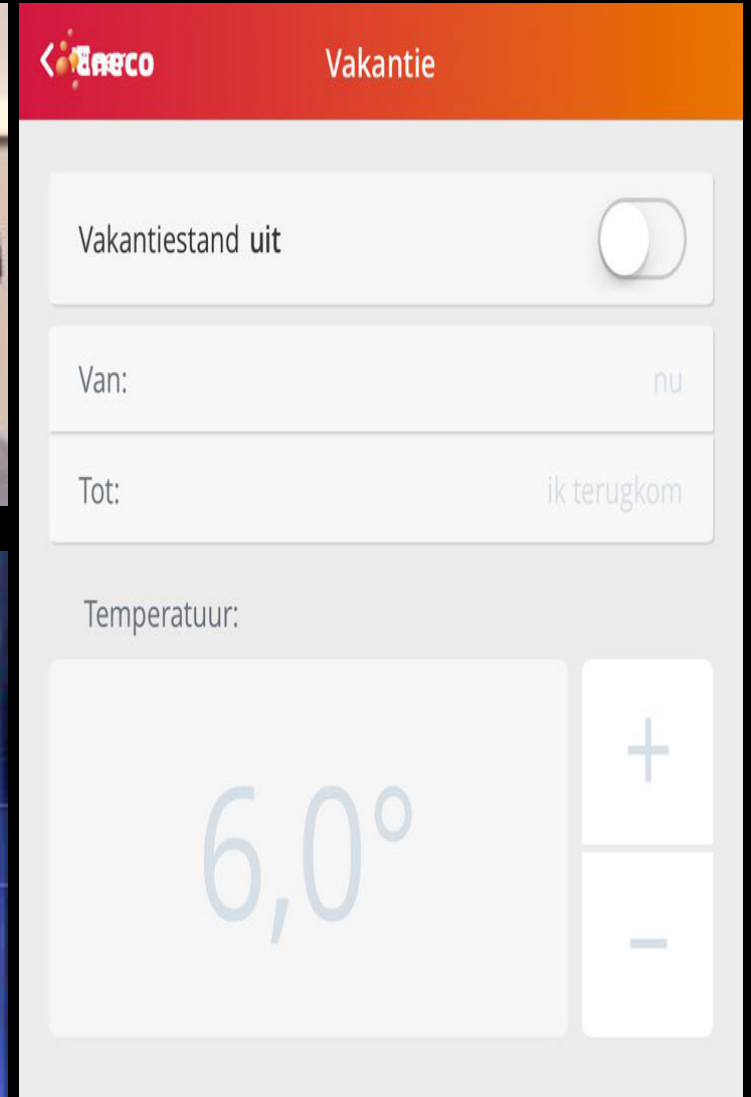 Eneco
Vakantie
Vakantiestand uit
Van:
nu
Tot:
ik terugkom
Temperatuur:
6,0°
+
−